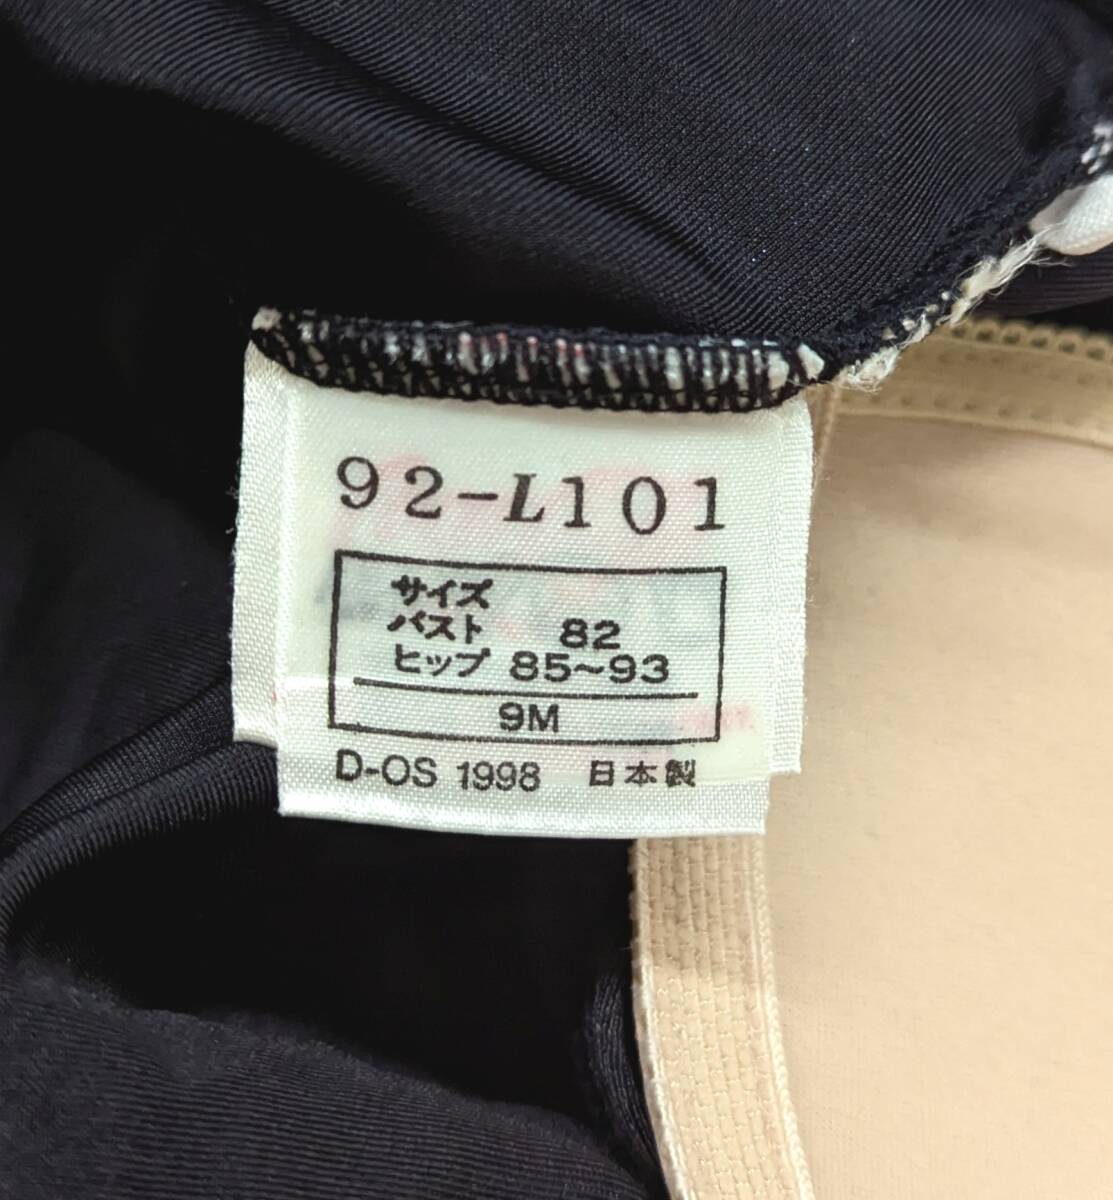 92-L101
サイズ
バスト 82
ヒップ 85~93
9M
D-OS 1998 日本製